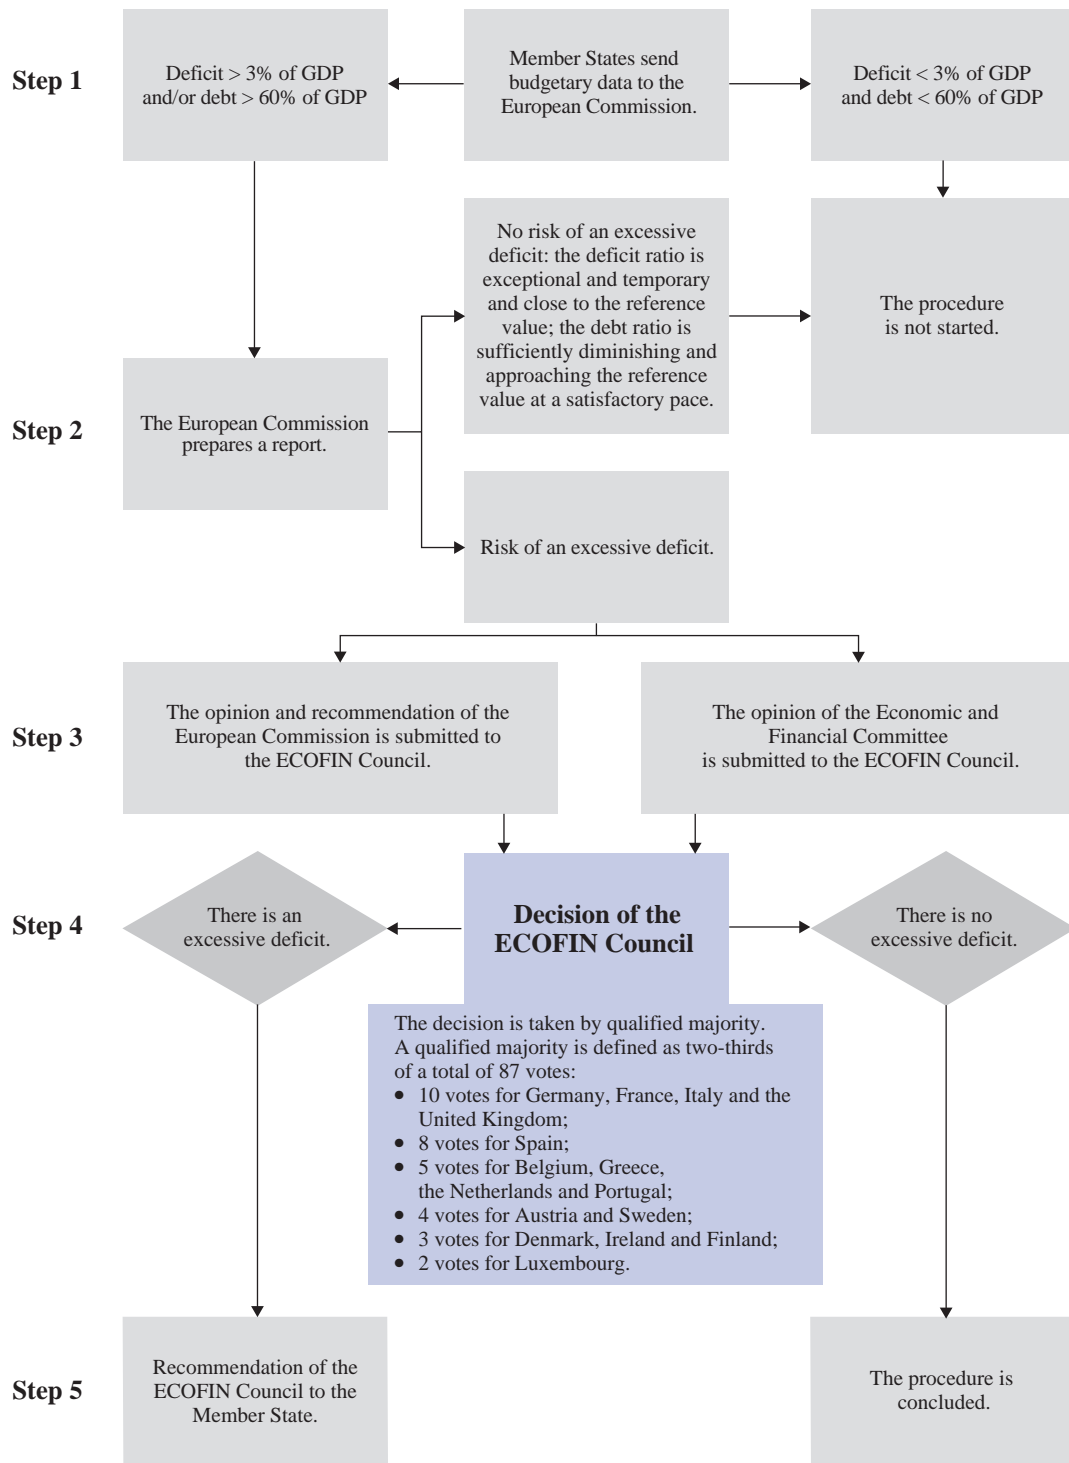 Step 1
Deficit > 3% of GDP
and/or debt > 60% of GDP
Member States send
budgetary data to the
European Commission.
Deficit < 3% of GDP
and debt < 60% of GDP
No risk of an excessive
deficit: the deficit ratio is
exceptional and temporary
and close to the reference
value; the debt ratio is
sufficiently diminishing and
approaching the reference
value at a satisfactory pace.
The procedure
is not started.
Step 2
The European Commission
prepares a report.
Risk of an excessive deficit.
Step 3
The opinion and recommendation of the
European Commission is submitted to
the ECOFIN Council.
The opinion of the Economic and
Financial Committee
is submitted to the ECOFIN Council.
Step 4
There is an
excessive deficit.
Decision of the
ECOFIN Council
There is no
excessive deficit.
The decision is taken by qualified majority.
A qualified majority is defined as two-thirds
of a total of 87 votes:
• 10 votes for Germany, France, Italy and the
United Kingdom;
• 8 votes for Spain;
• 5 votes for Belgium, Greece,
the Netherlands and Portugal;
• 4 votes for Austria and Sweden;
• 3 votes for Denmark, Ireland and Finland;
• 2 votes for Luxembourg.
Step 5
Recommendation of the
ECOFIN Council to the
Member State.
The procedure is
concluded.